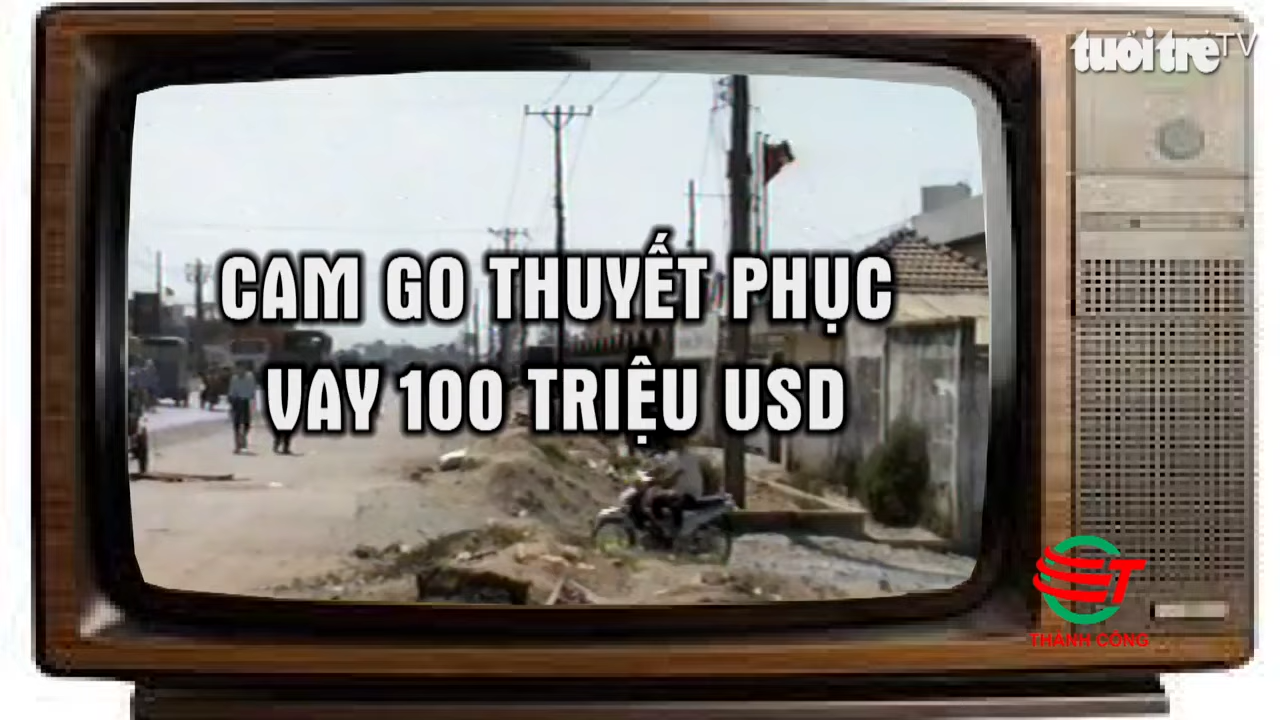 tuổi trẻ TV
CAM GO THUYẾT PHỤC
VAY 100 TRIỆU USD
THÀNH CÔNG